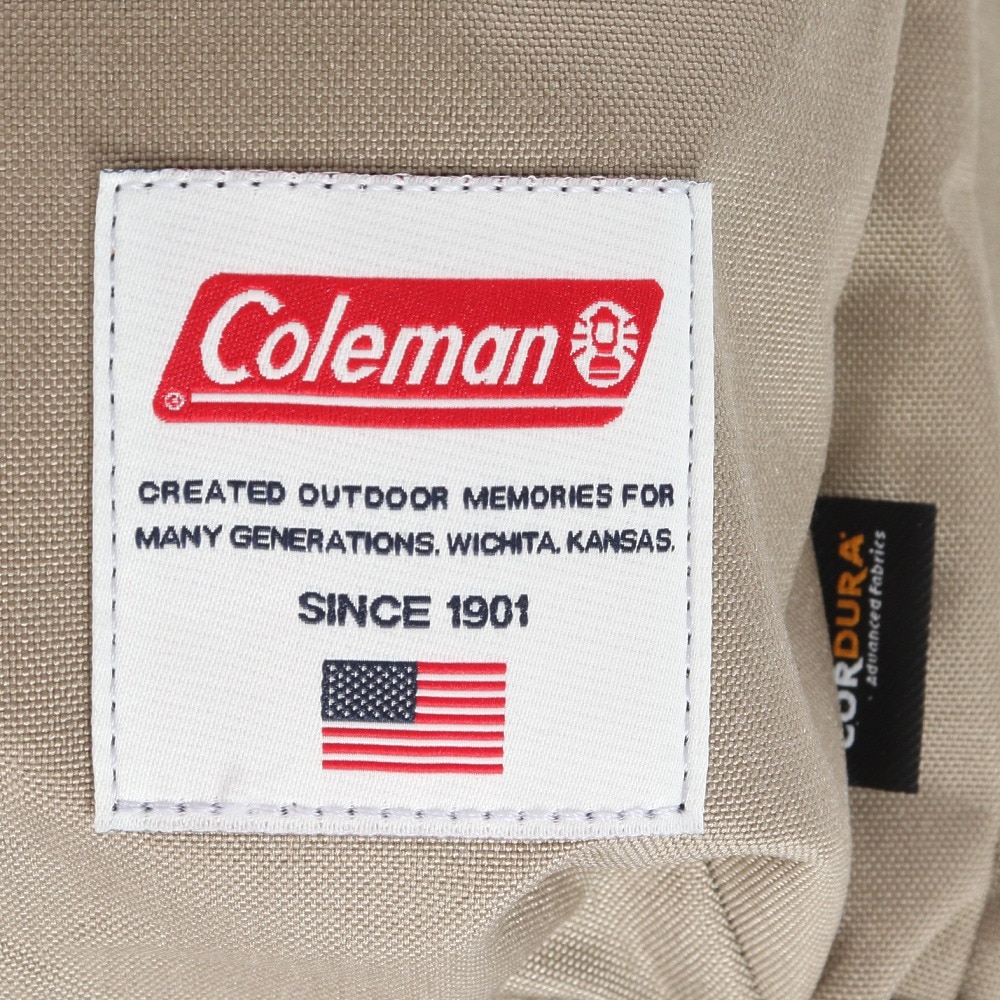 Coleman
CREATED OUTDOOR MEMORIES FOR
MANY GENERATIONS. WICHITA, KANSAS.
SINCE 1901
CORDURA
Advanced Fabrics